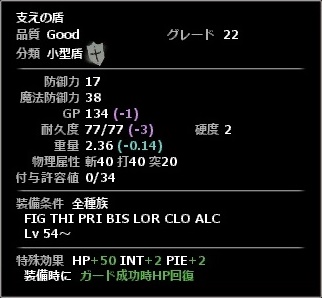 支えの盾
品質 Good グレード 22
分類 小型盾
防御力 17
魔法防御力 38
GP 134 (-1)
耐久度 77/77 (-3) 硬度 2
重量 2.36 (-0.14)
物理属性 斬40 打40 突20
付与許容値 0/34
装備条件 全種族
FIG THI PRI BIS LOR CLO ALC
Lv 54～
特殊効果 HP+50 INT+2 PIE+2
装備時に ガード成功時HP回復